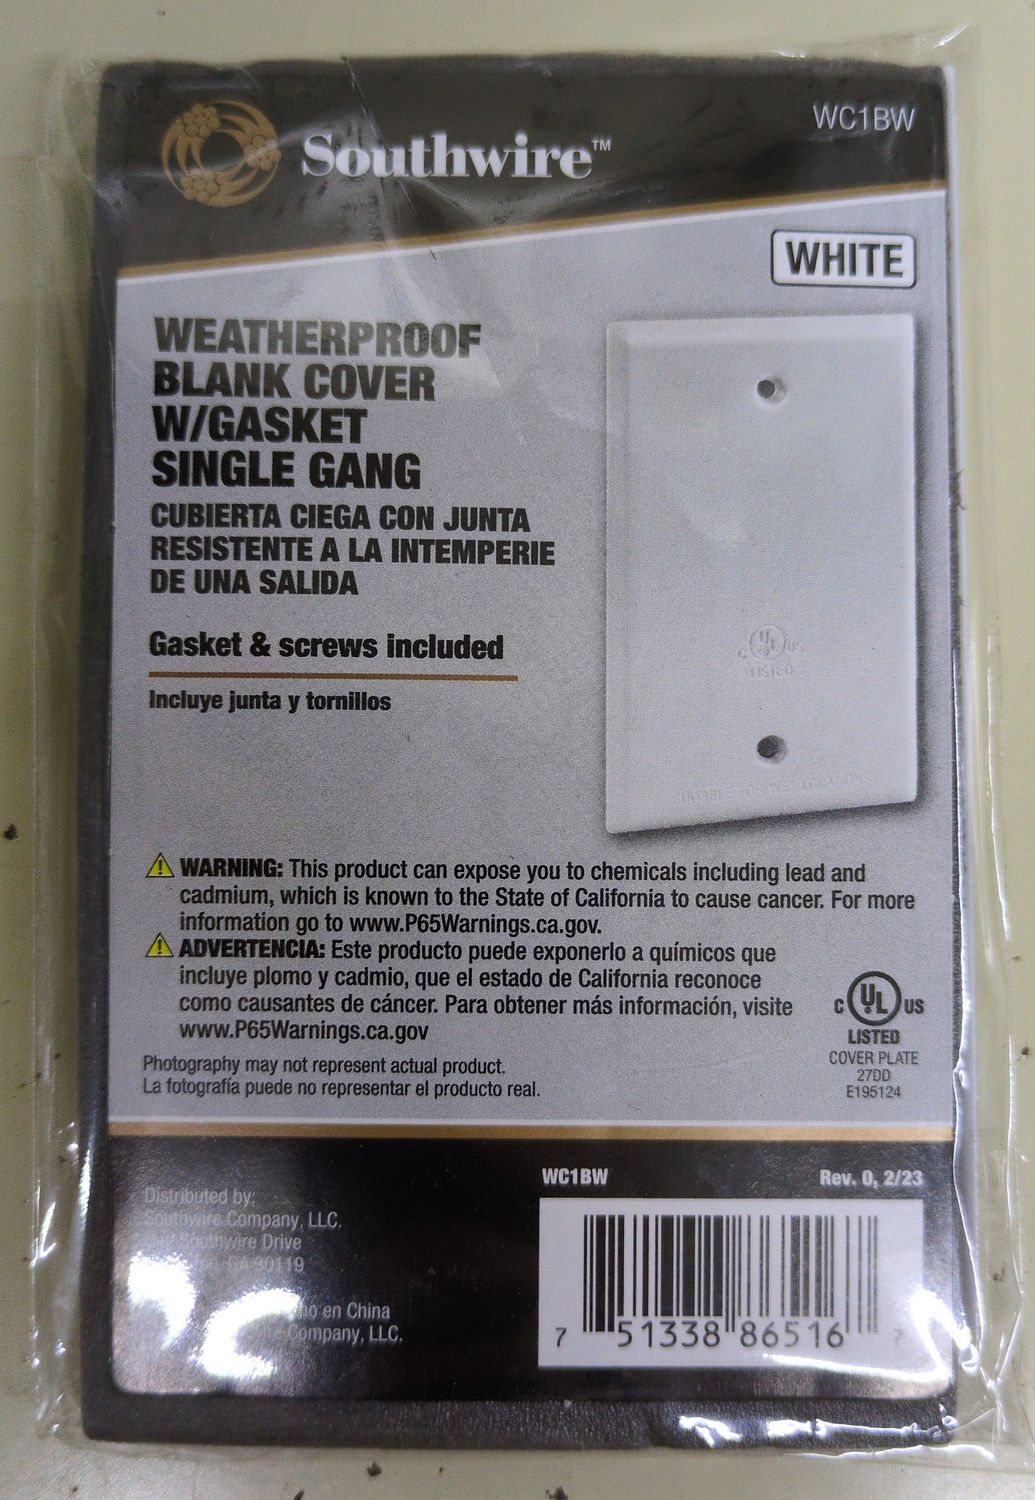 Southwire™
WC1BW
WHITE
WEATHERPROOF
BLANK COVER
W/GASKET
SINGLE GANG
CUBIERTA CIEGA CON JUNTA
RESISTENTE A LA INTEMPERIE
DE UNA SALIDA
Gasket & screws included
Incluye junta y tornillos
C UL US
LISTED
WARNING: This product can expose you to chemicals including lead and
cadmium, which is known to the State of California to cause cancer. For more
information go to www.P65Warnings.ca.gov.
ADVERTENCIA: Este producto puede exponerlo a químicos que
incluye plomo y cadmio, que el estado de California reconoce
como causantes de cáncer. Para obtener más información, visite
www.P65Warnings.ca.gov
C UL US
LISTED
COVER PLATE
27DD
E195124
Photography may not represent actual product.
La fotografía puede no representar el producto real.
Distributed by:
Southwire Company, LLC.
Southwire Drive
GA 30119
en China
Company, LLC.
WC1BW
Rev. 0, 2/23
7 51338 86516 7